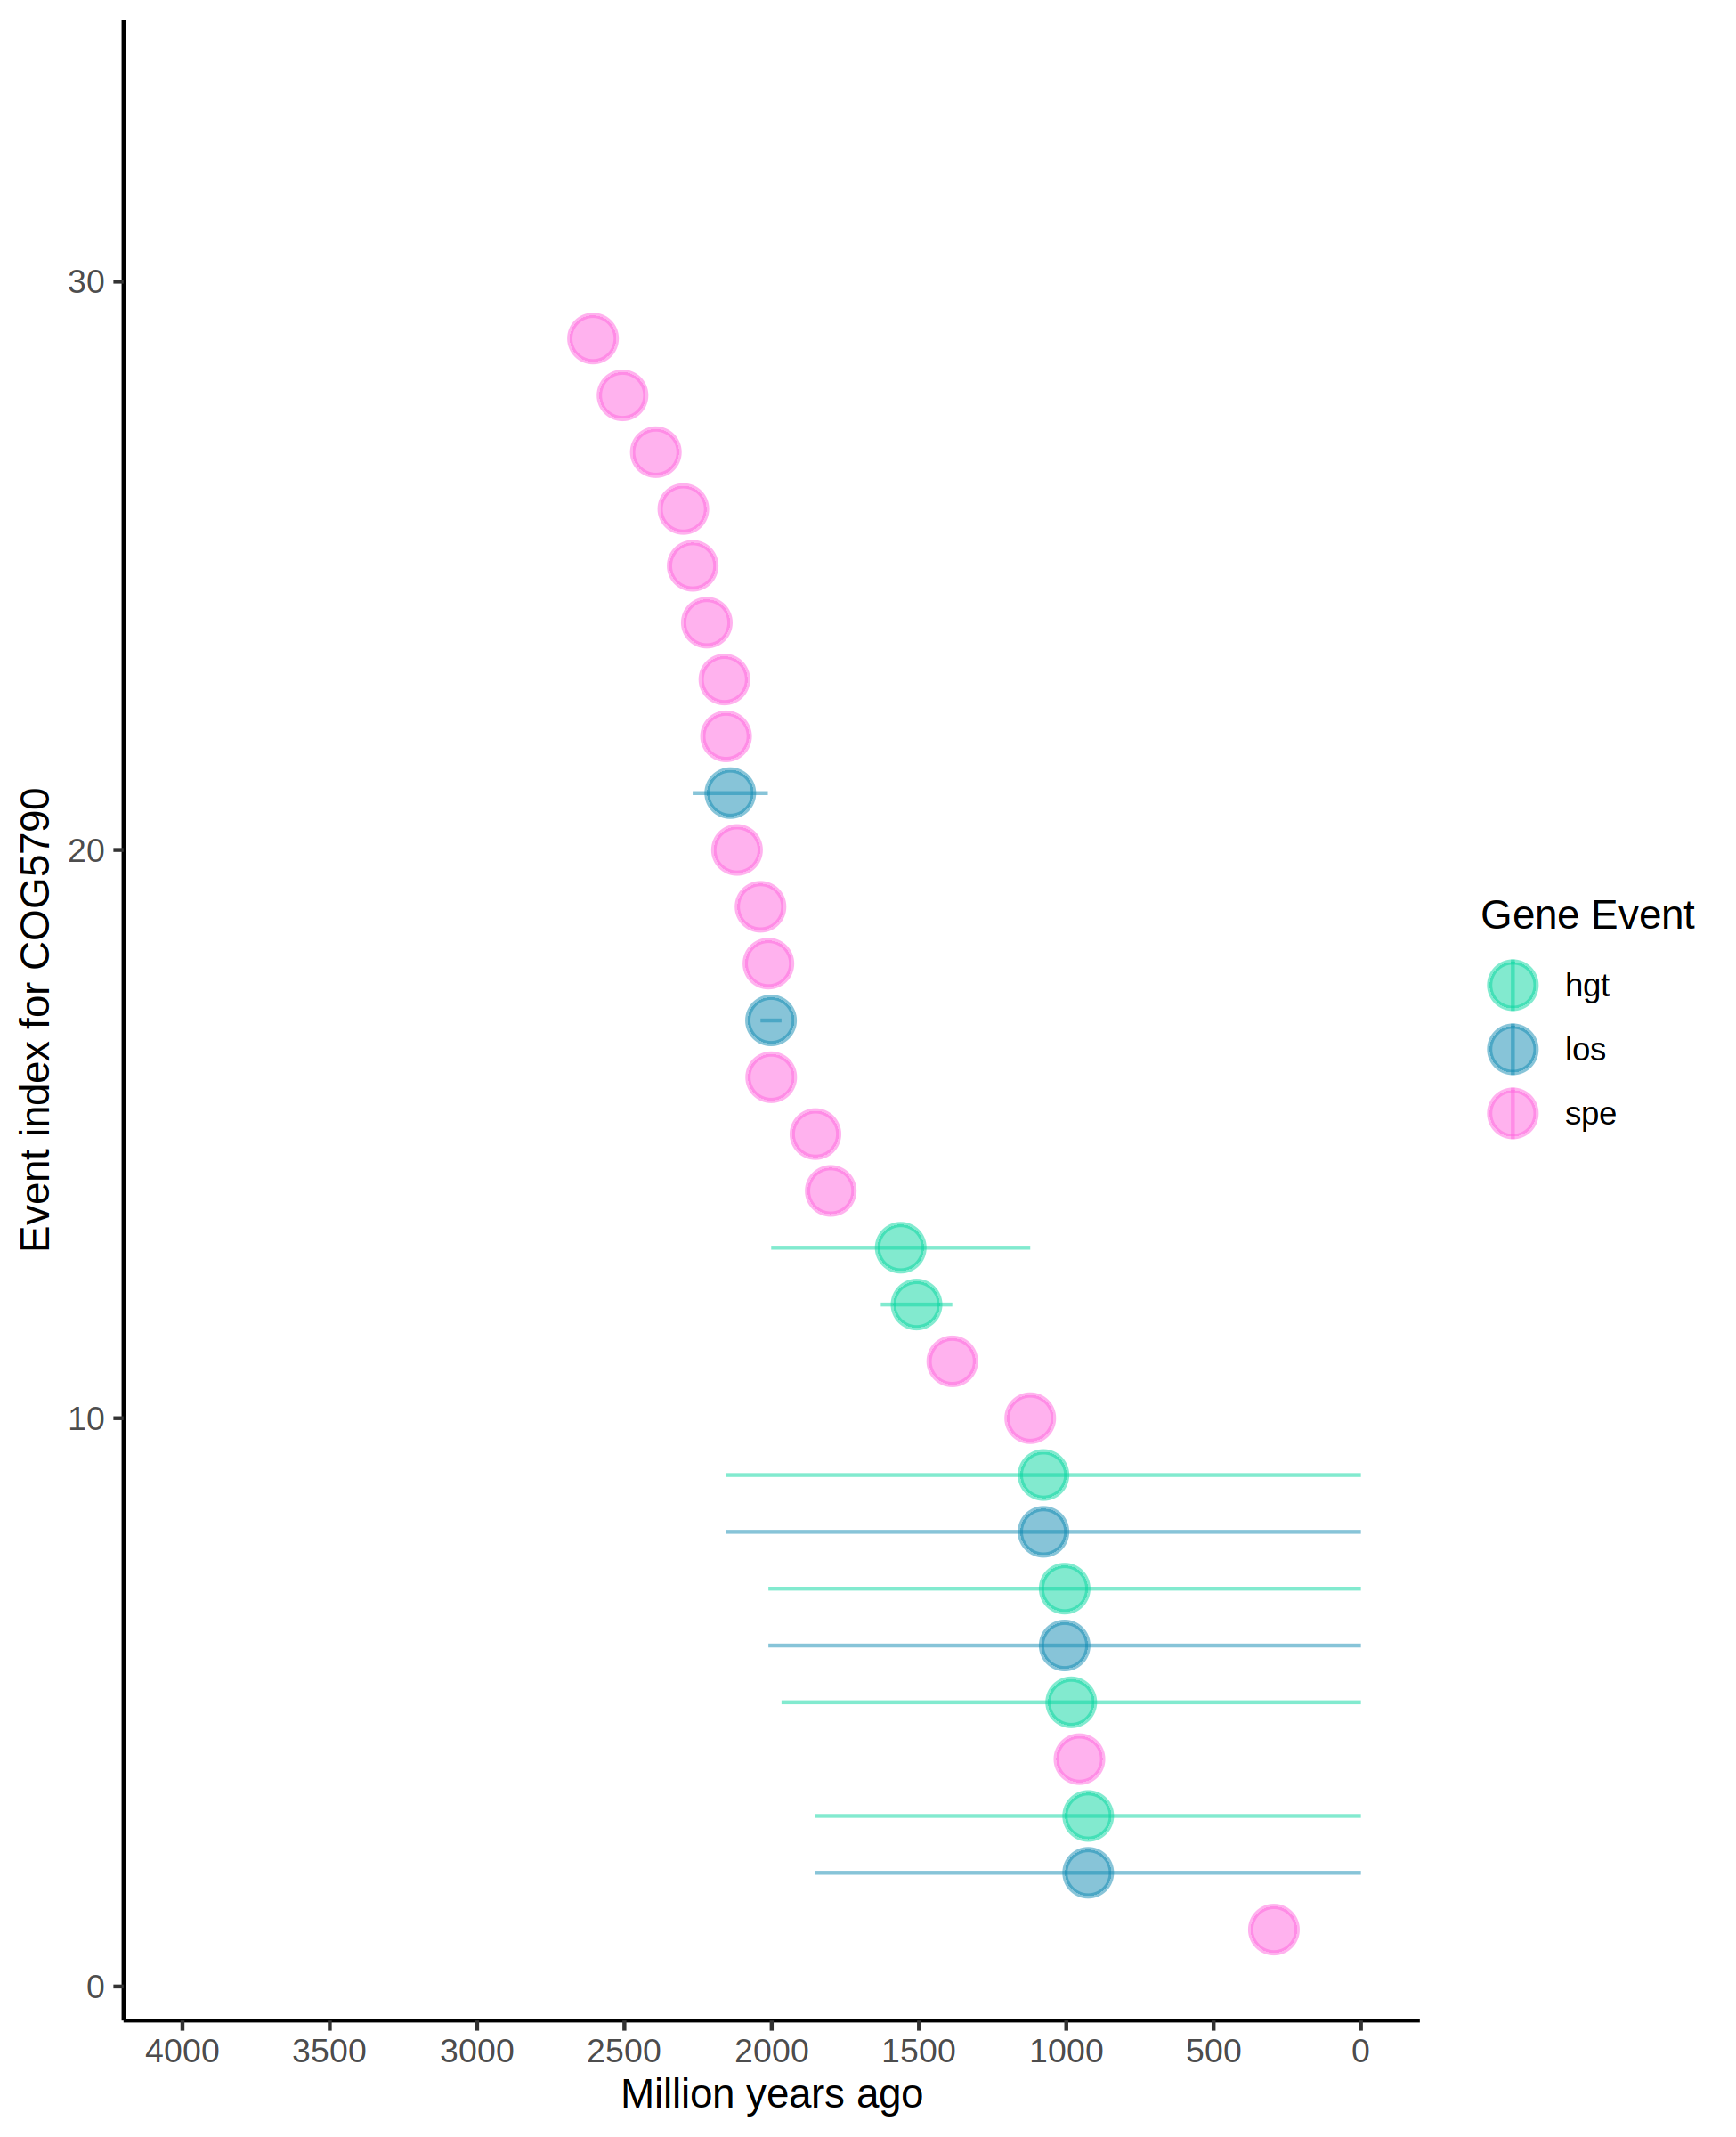 Event index for COG5790
30
20
10
0
4000 3500 3000 2500 2000 1500 1000 500 0
Million years ago
Gene Event
hgt
los
spe